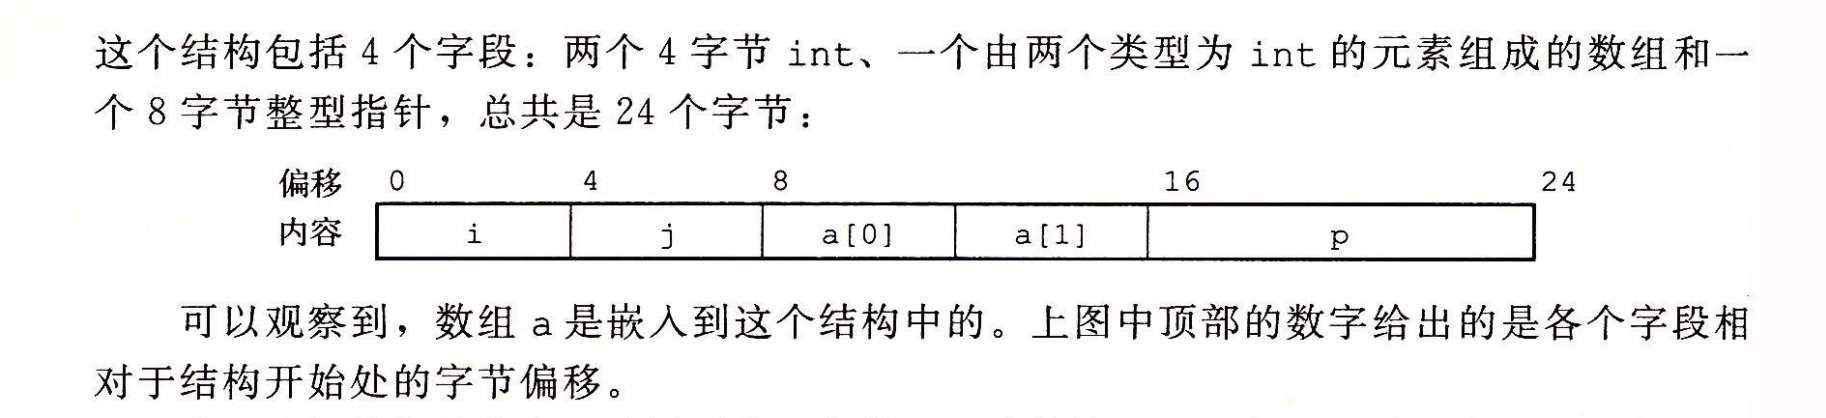 这个结构包括 4 个字段：两个 4 字节 int、一个由两个类型为 int 的元素组成的数组和一
个 8 字节整型指针，总共是 24 个字节：
偏移 0 4 8 16 24
内容 i j a[0] a[1] p
可以观察到，数组 a 是嵌入到这个结构中的。上图中顶部的数字给出的是各个字段相
对于结构开始处的字节偏移。